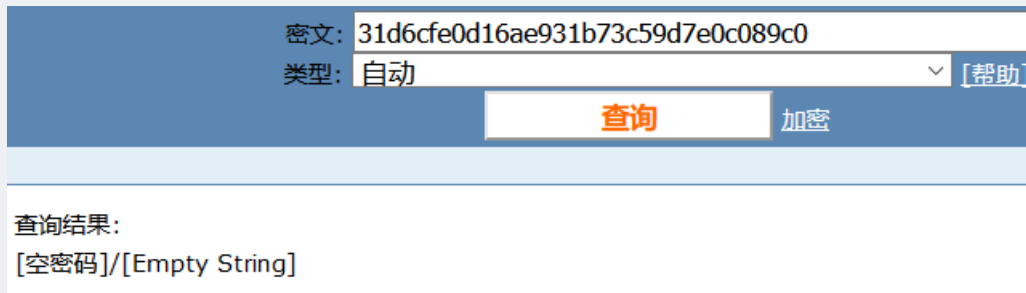 密文: 31d6cfe0d16ae931b73c59d7e0c089c0
类型: 自动 [帮助]
查询 加密
查询结果:
[空密码]/[Empty String]